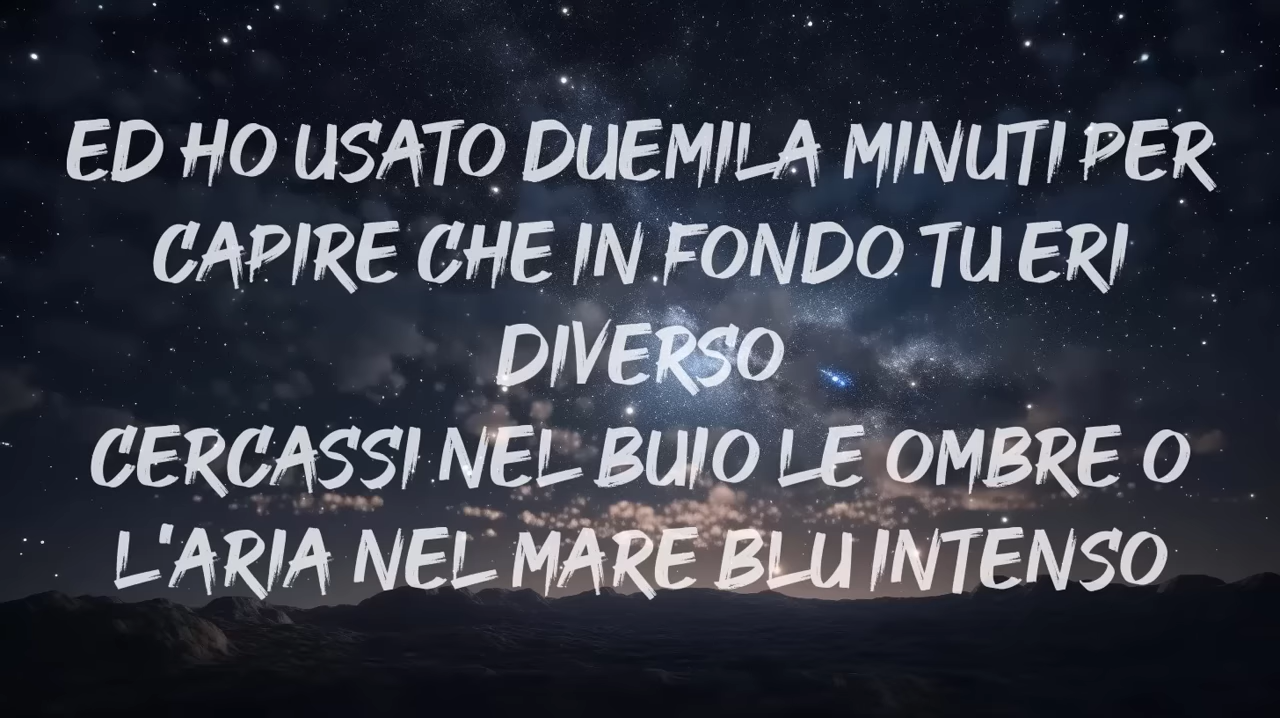 ED HO USATO DUEMILA MINUTI PER
CAPIRE CHE IN FONDO TU ERI
DIVERSO
CERCASSI NEL BUIO LE OMBRE O
L'ARIA NEL MARE BLU INTENSO